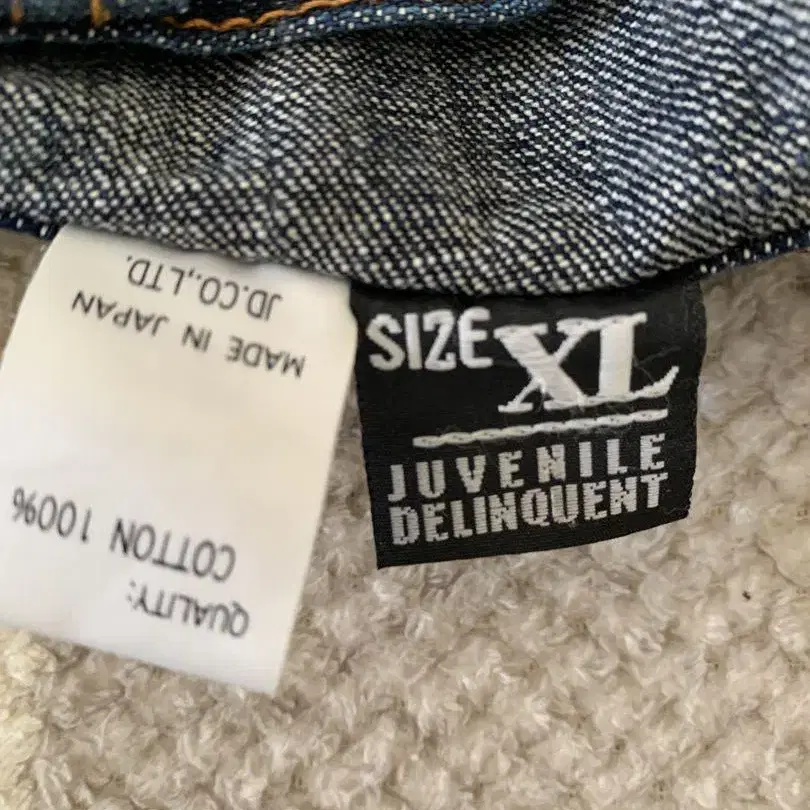 QUALITY:
COTTON 100%
MADE IN JAPAN
JD.CO.,LTD.
SIZE XL
JUVENILE
DELINQUENT